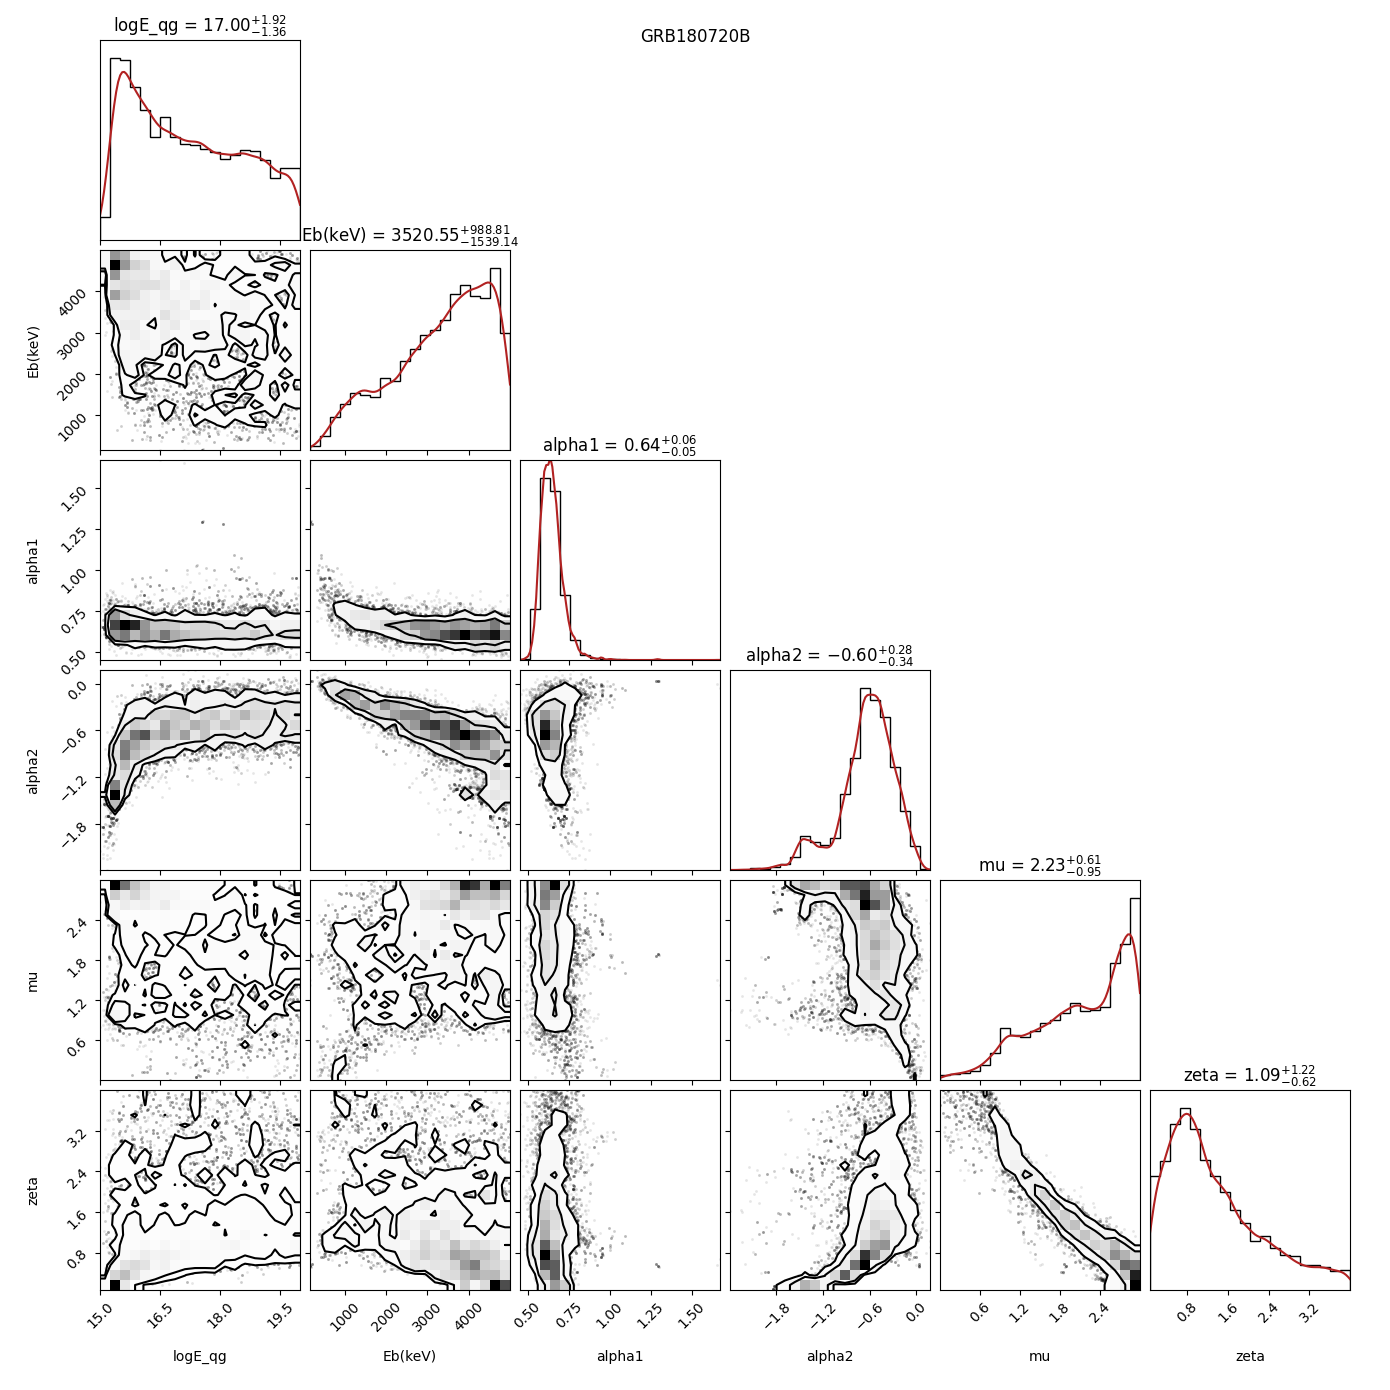 logE_qg = 17.00 +1.92 −1.36
GRB180720B
Eb(keV) = 3520.55 +988.81 −1539.14
Eb(keV)
4000
3000
2000
1000
alpha1 = 0.64 +0.06 −0.05
alpha1
1.50
1.25
1.00
0.75
0.50
alpha2 = −0.60 +0.28 −0.34
alpha2
0.0
−0.6
−1.2
−1.8
mu = 2.23 +0.61 −0.95
mu
2.4
1.8
1.2
0.6
zeta = 1.09 +1.22 −0.62
zeta
3.2
2.4
1.6
0.8
15.0 16.5 18.0 19.5
1000 2000 3000 4000
0.50 0.75 1.00 1.25 1.50
−1.8 −1.2 −0.6 0.0
0.6 1.2 1.8 2.4
0.8 1.6 2.4 3.2
logE_qg Eb(keV) alpha1 alpha2 mu zeta